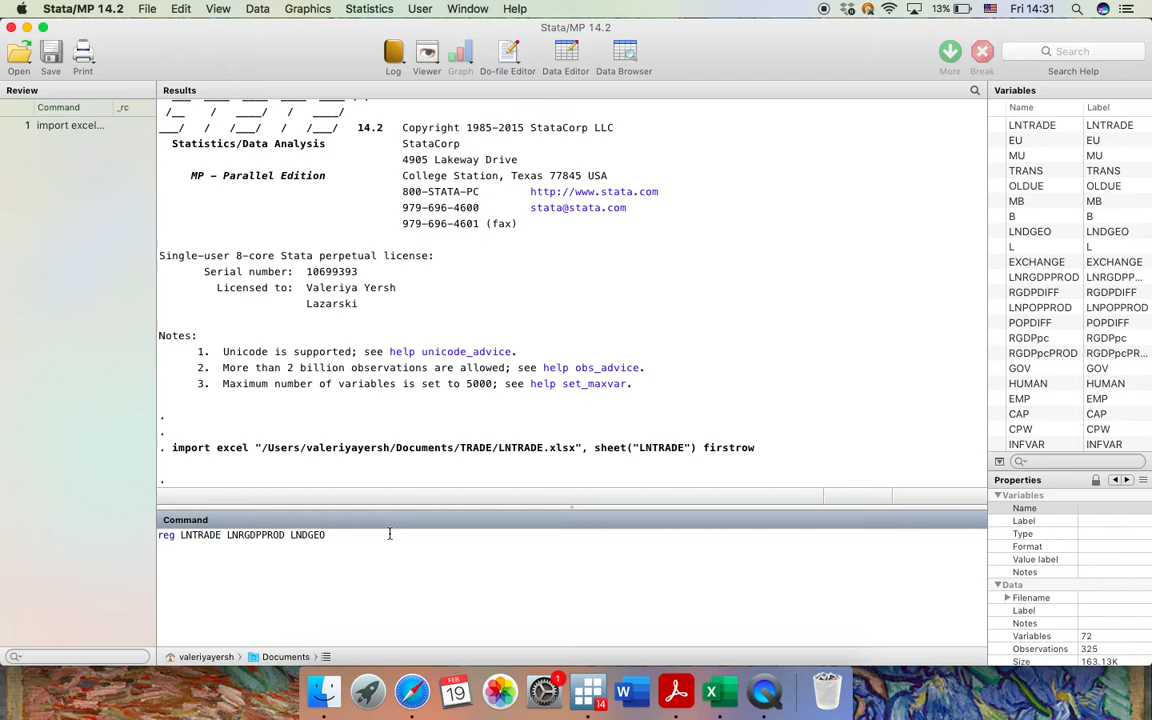 Stata/MP 14.2 File Edit View Data Graphics Statistics User Window Help 13% Fri 14:31
Stata/MP 14.2
Open Save Print Log Viewer Graph Do-file Editor Data Editor Data Browser More Break Search
Search Help
Review Results Variables
Command _rc
1 import excel...
Name Label
LNTRADE LNTRADE
EU EU
MU MU
TRANS TRANS
OLDUE OLDUE
MB MB
B B
LNDGEO LNDGEO
L L
EXCHANGE EXCHANGE
LNRGDPPROD LNRGDPP...
RGDPDIFF RGDPDIFF
LNPOPPROD LNPOPPROD
POPDIFF POPDIFF
RGDPpc RGDPpc
RGDPpcPROD RGDPpcPR...
GOV GOV
HUMAN HUMAN
EMP EMP
CAP CAP
CPW CPW
INFVAR INFVAR
___/ / /___/ / /___/ 14.2 Copyright 1985-2015 StataCorp LLC
Statistics/Data Analysis StataCorp
4905 Lakeway Drive
MP - Parallel Edition College Station, Texas 77845 USA
800-STATA-PC http://www.stata.com
979-696-4600 stata@stata.com
979-696-4601 (fax)
Single-user 8-core Stata perpetual license:
Serial number: 10699393
Licensed to: Valeriya Yersh
Lazarski
Notes:
1. Unicode is supported; see help unicode_advice.
2. More than 2 billion observations are allowed; see help obs_advice.
3. Maximum number of variables is set to 5000; see help set_maxvar.
.
.
. import excel "/Users/valeriyayersh/Documents/TRADE/LNTRADE.xlsx", sheet("LNTRADE") firstrow
.
Command
reg LNTRADE LNRGDPPROD LNDGEO
valeriyayersh Documents
Properties
Variables
Name
Label
Type
Format
Value label
Notes
Data
Filename
Label
Notes
Variables 72
Observations 325
Size 163.13K
FEB
19
1
14